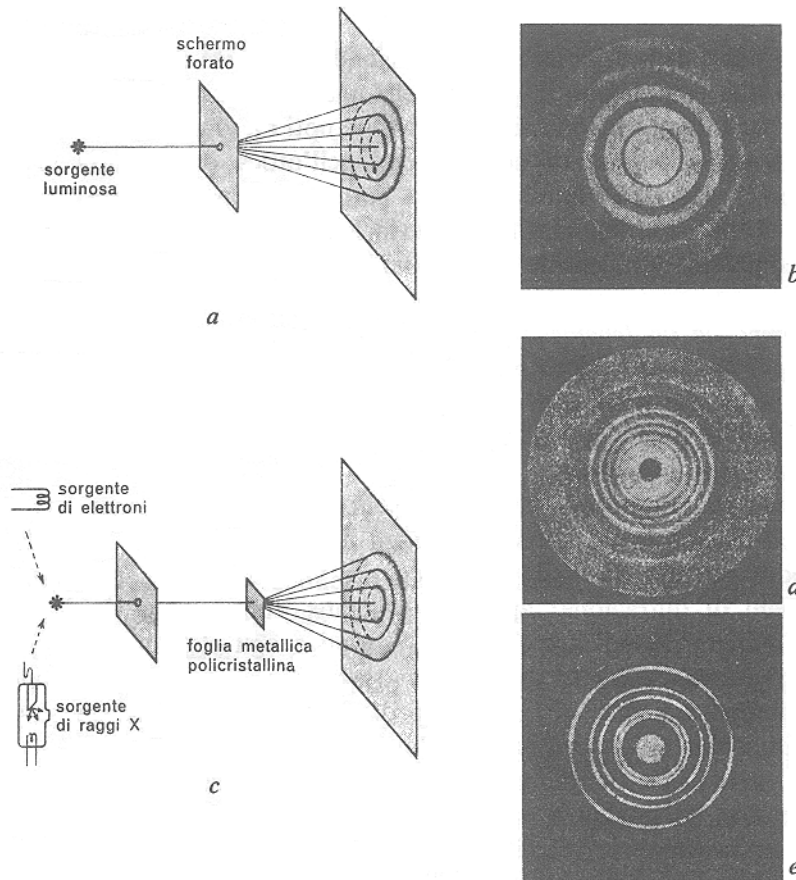 schermo
forato
sorgente
luminosa
a
b
sorgente
di elettroni
foglia metallica
policristallina
sorgente
di raggi X
c
d
e